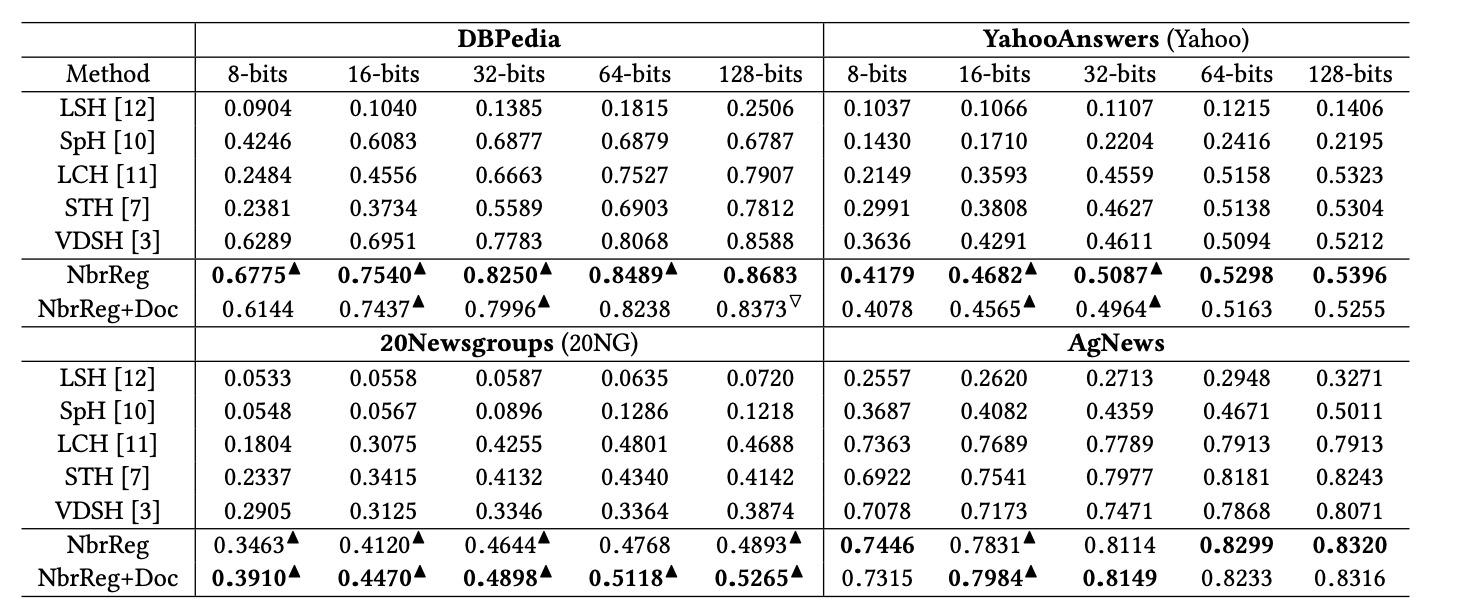 DBPedia YahooAnswers (Yahoo)
Method 8-bits 16-bits 32-bits 64-bits 128-bits 8-bits 16-bits 32-bits 64-bits 128-bits
LSH [12] 0.0904 0.1040 0.1385 0.1815 0.2506 0.1037 0.1066 0.1107 0.1215 0.1406
SpH [10] 0.4246 0.6083 0.6877 0.6879 0.6787 0.1430 0.1710 0.2204 0.2416 0.2195
LCH [11] 0.2484 0.4556 0.6663 0.7527 0.7907 0.2149 0.3593 0.4559 0.5158 0.5323
STH [7] 0.2381 0.3734 0.5589 0.6903 0.7812 0.2991 0.3808 0.4627 0.5138 0.5304
VDSH [3] 0.6289 0.6951 0.7783 0.8068 0.8588 0.3636 0.4291 0.4611 0.5094 0.5212
NbrReg 0.6775▲ 0.7540▲ 0.8250▲ 0.8489▲ 0.8683 0.4179 0.4682▲ 0.5087▲ 0.5298 0.5396
NbrReg+Doc 0.6144 0.7437▲ 0.7996▲ 0.8238 0.8373▽ 0.4078 0.4565▲ 0.4964▲ 0.5163 0.5255
20Newsgroups (20NG) AgNews
LSH [12] 0.0533 0.0558 0.0587 0.0635 0.0720 0.2557 0.2620 0.2713 0.2948 0.3271
SpH [10] 0.0548 0.0567 0.0896 0.1286 0.1218 0.3687 0.4082 0.4359 0.4671 0.5011
LCH [11] 0.1804 0.3075 0.4255 0.4801 0.4688 0.7363 0.7689 0.7789 0.7913 0.7913
STH [7] 0.2337 0.3415 0.4132 0.4340 0.4142 0.6922 0.7541 0.7977 0.8181 0.8243
VDSH [3] 0.2905 0.3125 0.3346 0.3364 0.3874 0.7078 0.7173 0.7471 0.7868 0.8071
NbrReg 0.3463▲ 0.4120▲ 0.4644▲ 0.4768 0.4893▲ 0.7446 0.7831▲ 0.8114 0.8299 0.8320
NbrReg+Doc 0.3910▲ 0.4470▲ 0.4898▲ 0.5118▲ 0.5265▲ 0.7315 0.7984▲ 0.8149 0.8233 0.8316